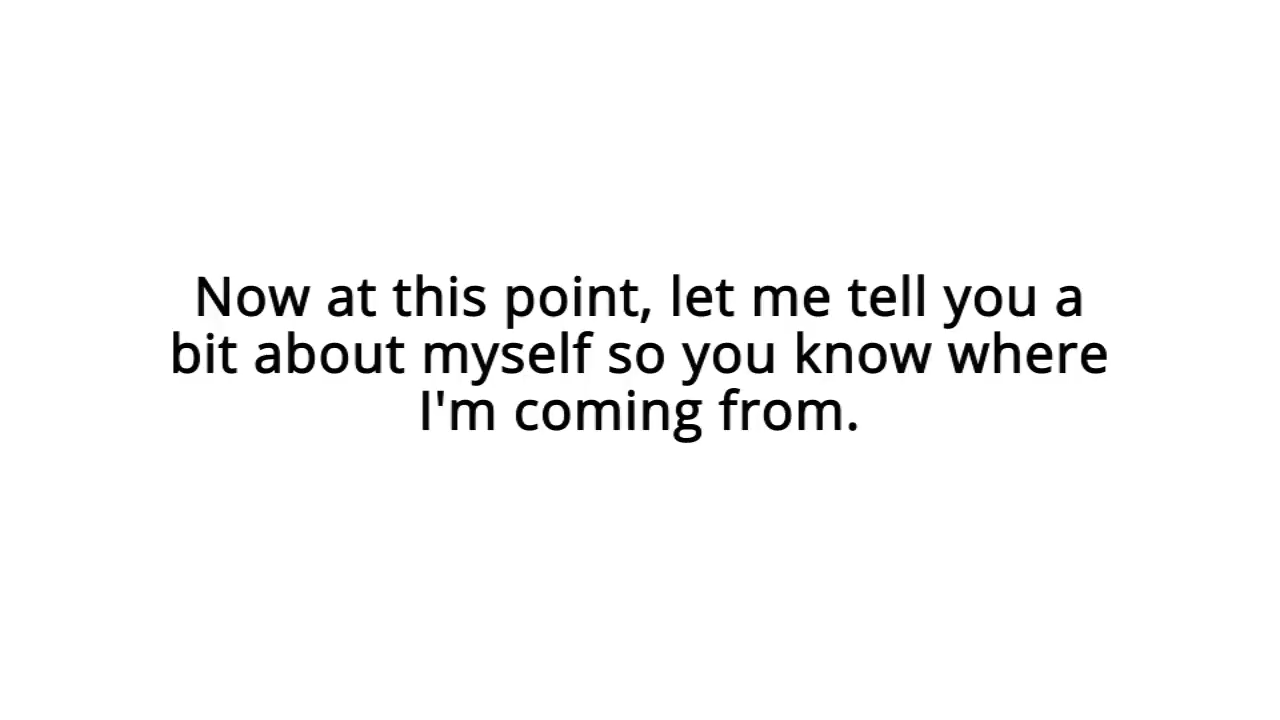 Now at this point, let me tell you a
bit about myself so you know where
I'm coming from.